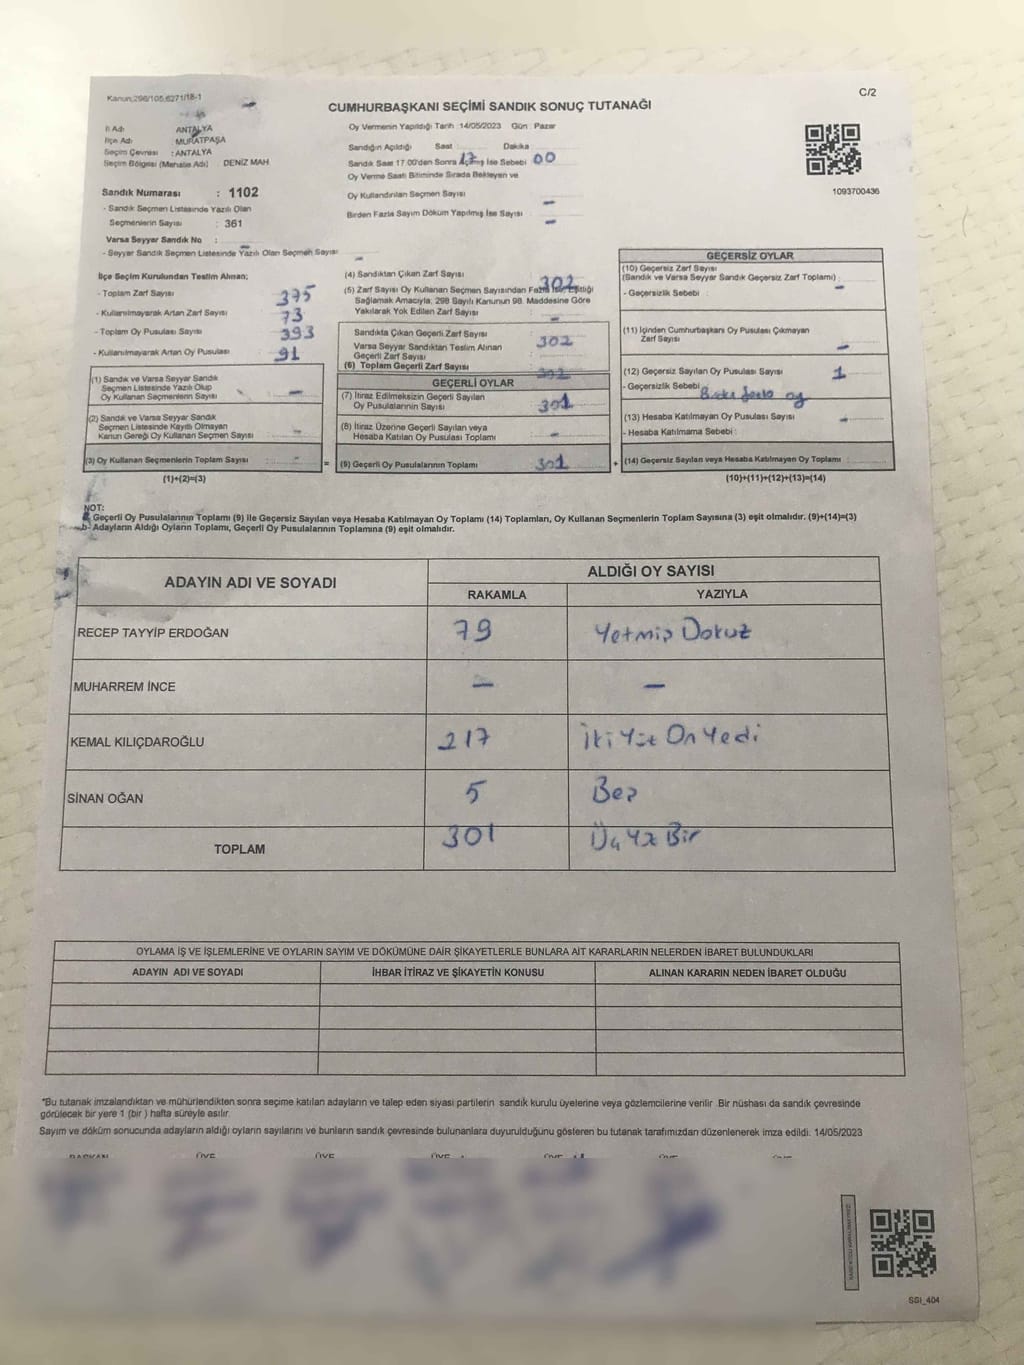 Kanun;296/105,6271/18-1
C/2
CUMHURBAŞKANI SEÇİMİ SANDIK SONUÇ TUTANAĞI
İl Adı ANTALYA
İlçe Adı MURATPAŞA
Seçim Çevresi : ANTALYA
Seçim Bölgesi (Mahalle Adı) DENİZ MAH.
Oy Vermenin Yapıldığı Tarih :14/05/2023 Gün : Pazar
Sandığın Açıldığı Saat Dakika
Sandık Saat 17 00'den Sonra Açılmış İse Sebebi 17 00
Oy Verme Saati Bitiminde Sırada Bekleyen ve
Oy Kullandırılan Seçmen Sayısı –
Birden Fazla Sayım Döküm Yapılmış İse Sayısı –
1093700436
Sandık Numarası : 1102
- Sandık Seçmen Listesinde Yazılı Olan
Seçmenlerin Sayısı : 361
Varsa Seyyar Sandık No :
- Seyyar Sandık Seçmen Listesinde Yazılı Olan Seçmen Sayısı –
İlçe Seçim Kurulundan Teslim Alınan;
- Toplam Zarf Sayısı 375
- Kullanılmayarak Artan Zarf Sayısı 73
- Toplam Oy Pusulası Sayısı 393
- Kullanılmayarak Artan Oy Pusulası 91
(1) Sandık ve Varsa Seyyar Sandık
Seçmen Listesinde Yazılı Olup
Oy Kullanan Seçmenlerin Sayısı –
(2) Sandık ve Varsa Seyyar Sandık
Seçmen Listesinde Kayıtlı Olmayan
Kanun Gereği Oy Kullanan Seçmen Sayısı –
(3) Oy Kullanan Seçmenlerin Toplam Sayısı : –
(1)+(2)=(3)
(4) Sandıktan Çıkan Zarf Sayısı 302
(5) Zarf Sayısı Oy Kullanan Seçmen Sayısından Fazla İse, Eşitliği
Sağlamak Amacıyla, 298 Sayılı Kanunun 98. Maddesine Göre
Yakılarak Yok Edilen Zarf Sayısı –
Sandıkta Çıkan Geçerli Zarf Sayısı 302
Varsa Seyyar Sandıktan Teslim Alınan
Geçerli Zarf Sayısı
(6) Toplam Geçerli Zarf Sayısı 302
GEÇERLİ OYLAR
(7) İtiraz Edilmeksizin Geçerli Sayılan
Oy Pusulalarının Sayısı 301
(8) İtiraz Üzerine Geçerli Sayılan veya
Hesaba Katılan Oy Pusulası Toplamı –
= (9) Geçerli Oy Pusulalarının Toplamı 301
GEÇERSİZ OYLAR
(10) Geçersiz Zarf Sayısı
(Sandık ve Varsa Seyyar Sandık Geçersiz Zarf Toplamı) : –
- Geçersizlik Sebebi :
(11) İçinden Cumhurbaşkanı Oy Pusulası Çıkmayan
Zarf Sayısı –
(12) Geçersiz Sayılan Oy Pusulası Sayısı 1
- Geçersizlik Sebebi oy
(13) Hesaba Katılmayan Oy Pusulası Sayısı –
- Hesaba Katılmama Sebebi :
+ (14) Geçersiz Sayılan veya Hesaba Katılmayan Oy Toplamı :
(10)+(11)+(12)+(13)=(14)
NOT:
Geçerli Oy Pusulalarının Toplamı (9) ile Geçersiz Sayılan veya Hesaba Katılmayan Oy Toplamı (14) Toplamları, Oy Kullanan Seçmenlerin Toplam Sayısına (3) eşit olmalıdır. (9)+(14)=(3)
b- Adayların Aldığı Oyların Toplamı, Geçerli Oy Pusulalarının Toplamına (9) eşit olmalıdır.
ADAYIN ADI VE SOYADI
ALDIĞI OY SAYISI
RAKAMLA YAZIYLA
RECEP TAYYİP ERDOĞAN 79 Yetmiş Dokuz
MUHARREM İNCE – –
KEMAL KILIÇDAROĞLU 217 İki Yüz On Yedi
SİNAN OĞAN 5 Beş
TOPLAM 301 Üç Yüz Bir
OYLAMA İŞ VE İŞLEMLERİNE VE OYLARIN SAYIM VE DÖKÜMÜNE DAİR ŞİKAYETLERLE BUNLARA AİT KARARLARIN NELERDEN İBARET BULUNDUKLARI
ADAYIN ADI VE SOYADI İHBAR İTİRAZ VE ŞİKAYETİN KONUSU ALINAN KARARIN NEDEN İBARET OLDUĞU
*Bu tutanak imzalandıktan ve mühürlendikten sonra seçime katılan adayların ve talep eden siyasi partilerin sandık kurulu üyelerine veya gözlemcilerine verilir Bir nüshası da sandık çevresinde
görülecek bir yere 1 (bir ) hafta süreyle asılır.
Sayım ve döküm sonucunda adayların aldığı oyların sayılarını ve bunların sandık çevresinde bulunanlara duyurulduğunu gösteren bu tutanak tarafımızdan düzenlenerek imza edildi. 14/05/2023
BAŞKAN ÜYE ÜYE ÜYE ÜYE ÜYE ÜYE
SGI_404